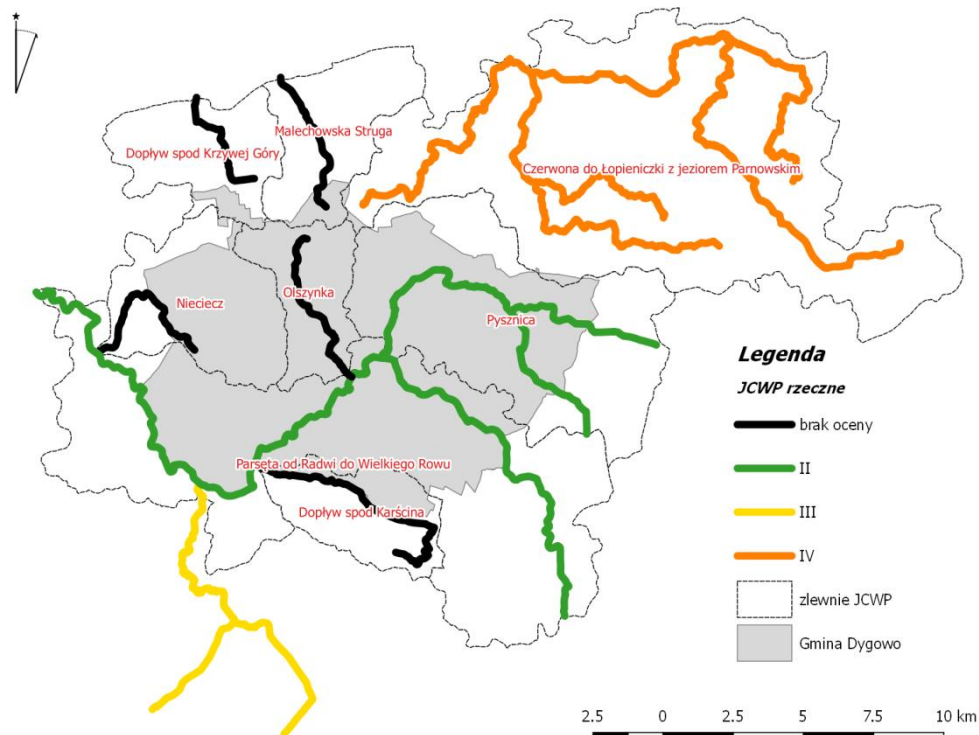 Malechowska Struga
Dopływ spod Krzywej Góry
Czerwona do Łopieniczki z jeziorem Parnowskim
Nieciecz
Olszynka
Pysznica
Parsęta od Radwi do Wielkiego Rowu
Dopływ spod Karścina
Legenda
JCWP rzeczne
brak oceny
II
III
IV
zlewnie JCWP
Gmina Dygowo
2.5 0 2.5 5 7.5 10 km